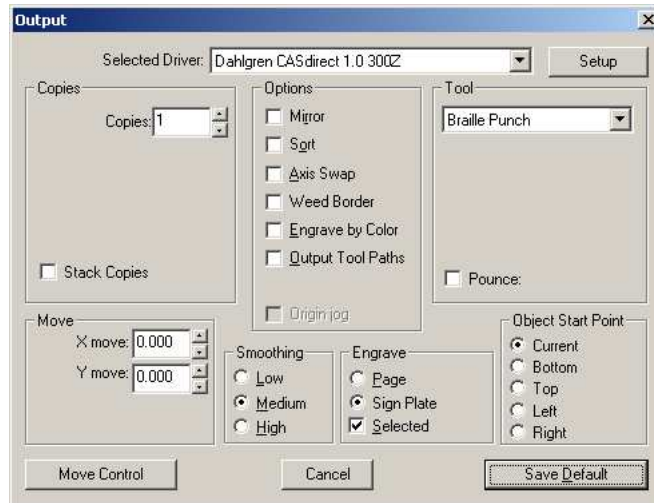 Output
Selected Driver: Dahlgren CASdirect 1.0 300Z Setup
Copies
Copies: 1
Stack Copies
Options
Mirror
Sort
Axis Swap
Weed Border
Engrave by Color
Output Tool Paths
Origin jog
Tool
Braille Punch
Pounce:
Move
X move: 0.000
Y move: 0.000
Smoothing
Low
Medium
High
Engrave
Page
Sign Plate
Selected
Object Start Point
Current
Bottom
Top
Left
Right
Move Control
Cancel
Save Default